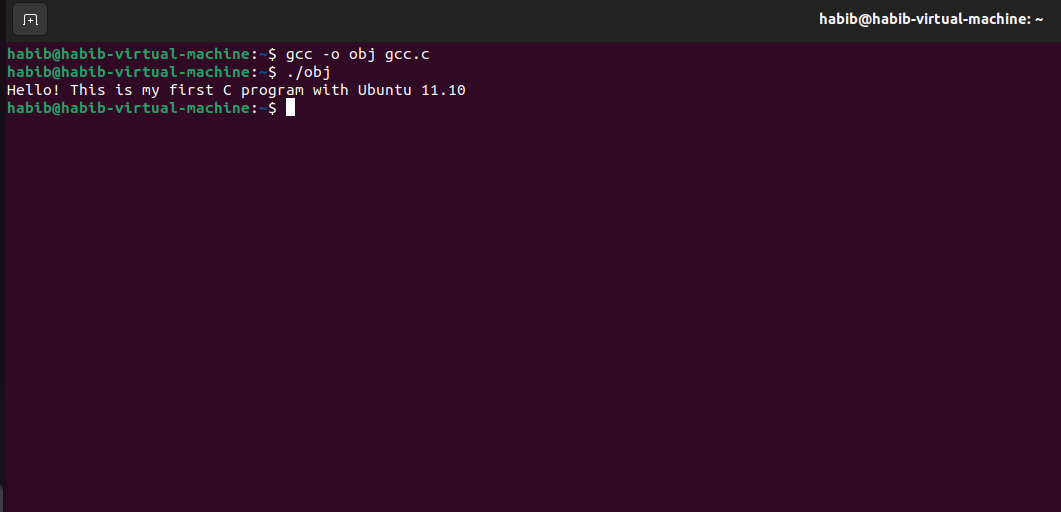 habib@habib-virtual-machine: ~
habib@habib-virtual-machine:~$ gcc -o obj gcc.c
habib@habib-virtual-machine:~$ ./obj
Hello! This is my first C program with Ubuntu 11.10
habib@habib-virtual-machine:~$